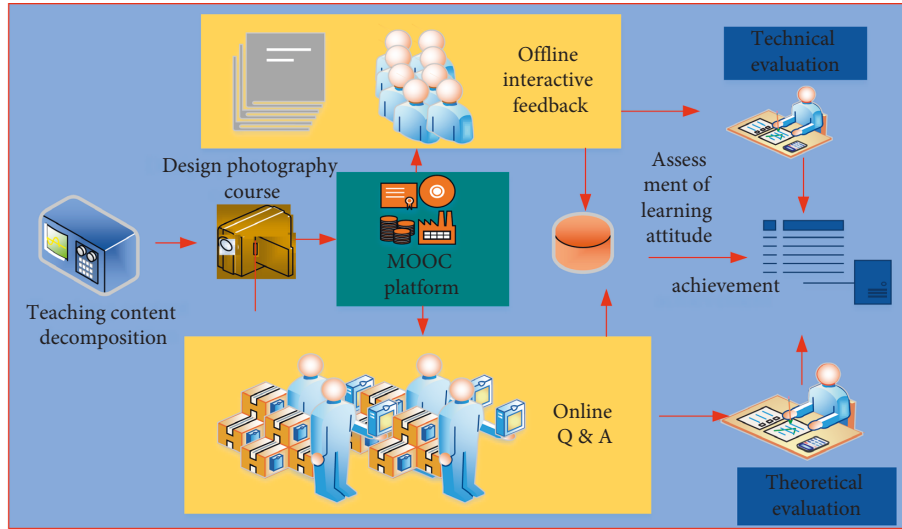 Offline
interactive
feedback
Technical
evaluation
Design photography
course
Assess
ment of
learning
attitude
MOOC
platform
achievement
Teaching content
decomposition
Online
Q & A
Theoretical
evaluation